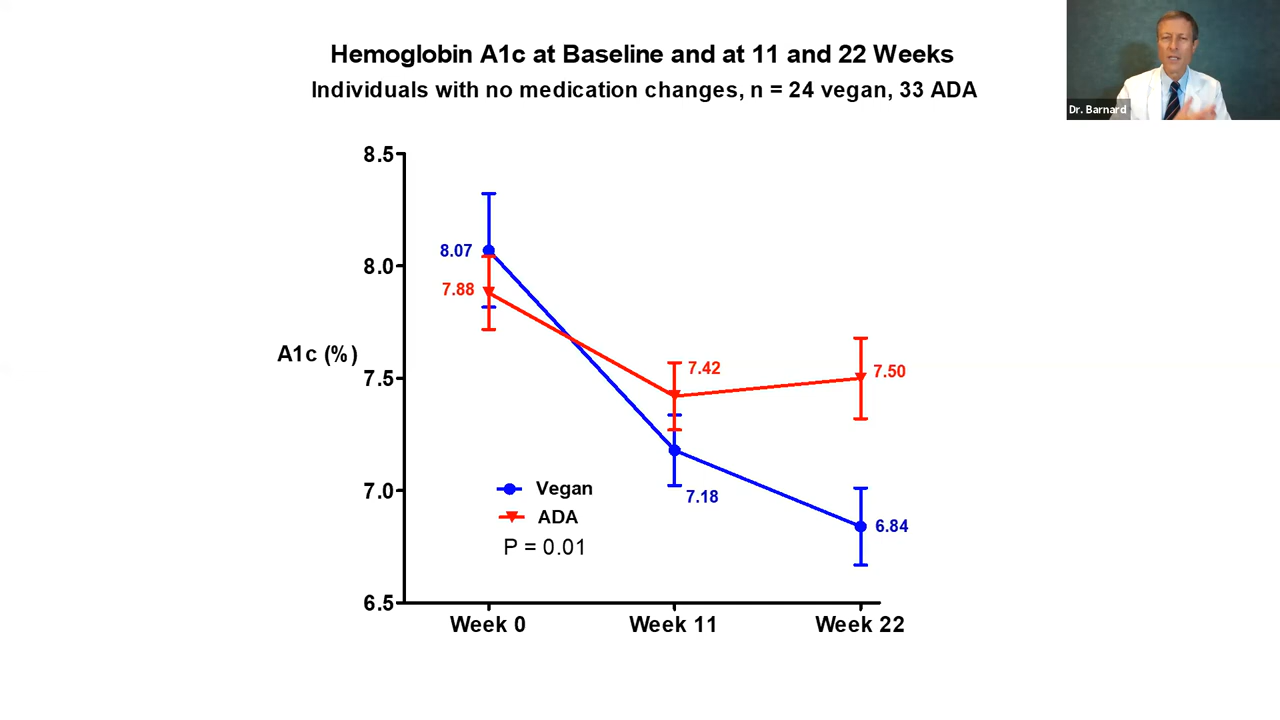 Hemoglobin A1c at Baseline and at 11 and 22 Weeks
Individuals with no medication changes, n = 24 vegan, 33 ADA
Dr. Barnard
8.5
8.0
7.5
7.0
6.5
A1c (%)
8.07
7.88
7.42
7.18
7.50
6.84
Vegan
ADA
P = 0.01
Week 0
Week 11
Week 22